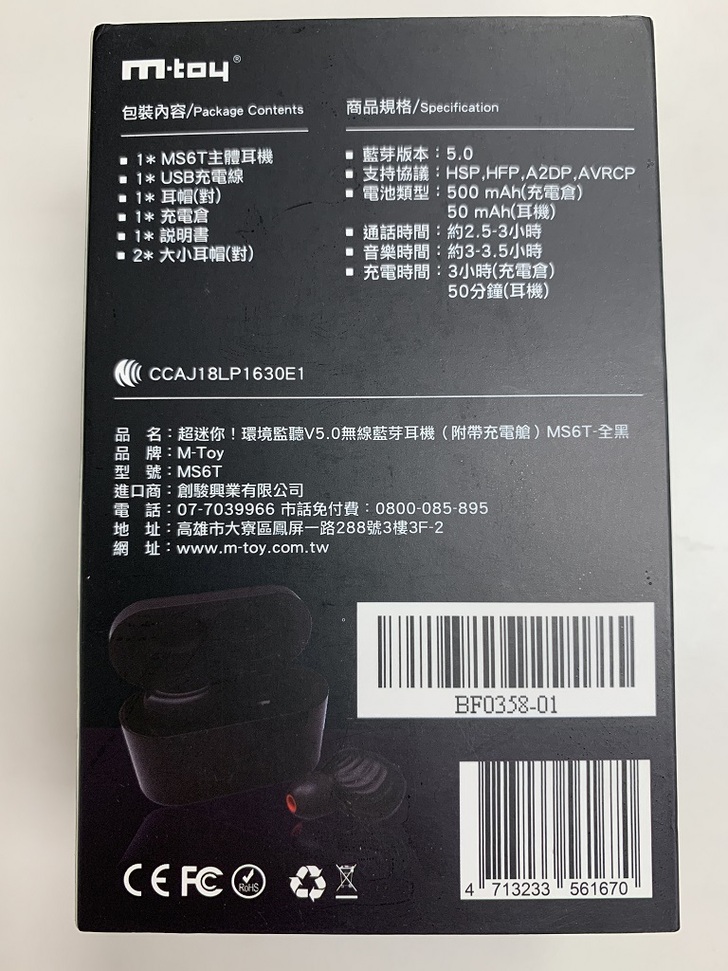 m·toy®
包裝內容/Package Contents
1* MS6T主體耳機
1* USB充電線
1* 耳帽(對)
1* 充電倉
1* 說明書
2* 大小耳帽(對)
商品規格/Specification
藍芽版本：5.0
支持協議：HSP,HFP,A2DP,AVRCP
電池類型：500 mAh(充電倉)
50 mAh(耳機)
通話時間：約2.5-3小時
音樂時間：約3-3.5小時
充電時間：3小時(充電倉)
50分鐘(耳機)
CCAJ18LP1630E1
品　名：超迷你！環境監聽V5.0無線藍芽耳機（附帶充電艙）MS6T-全黑
品　牌：M-Toy
型　號：MS6T
進口商：創駿興業有限公司
電　話：07-7039966 市話免付費：0800-085-895
地　址：高雄市大寮區鳳屏一路288號3樓3F-2
網　址：www.m-toy.com.tw
BF0358-01
CE FC RoHS
4 713233 561670